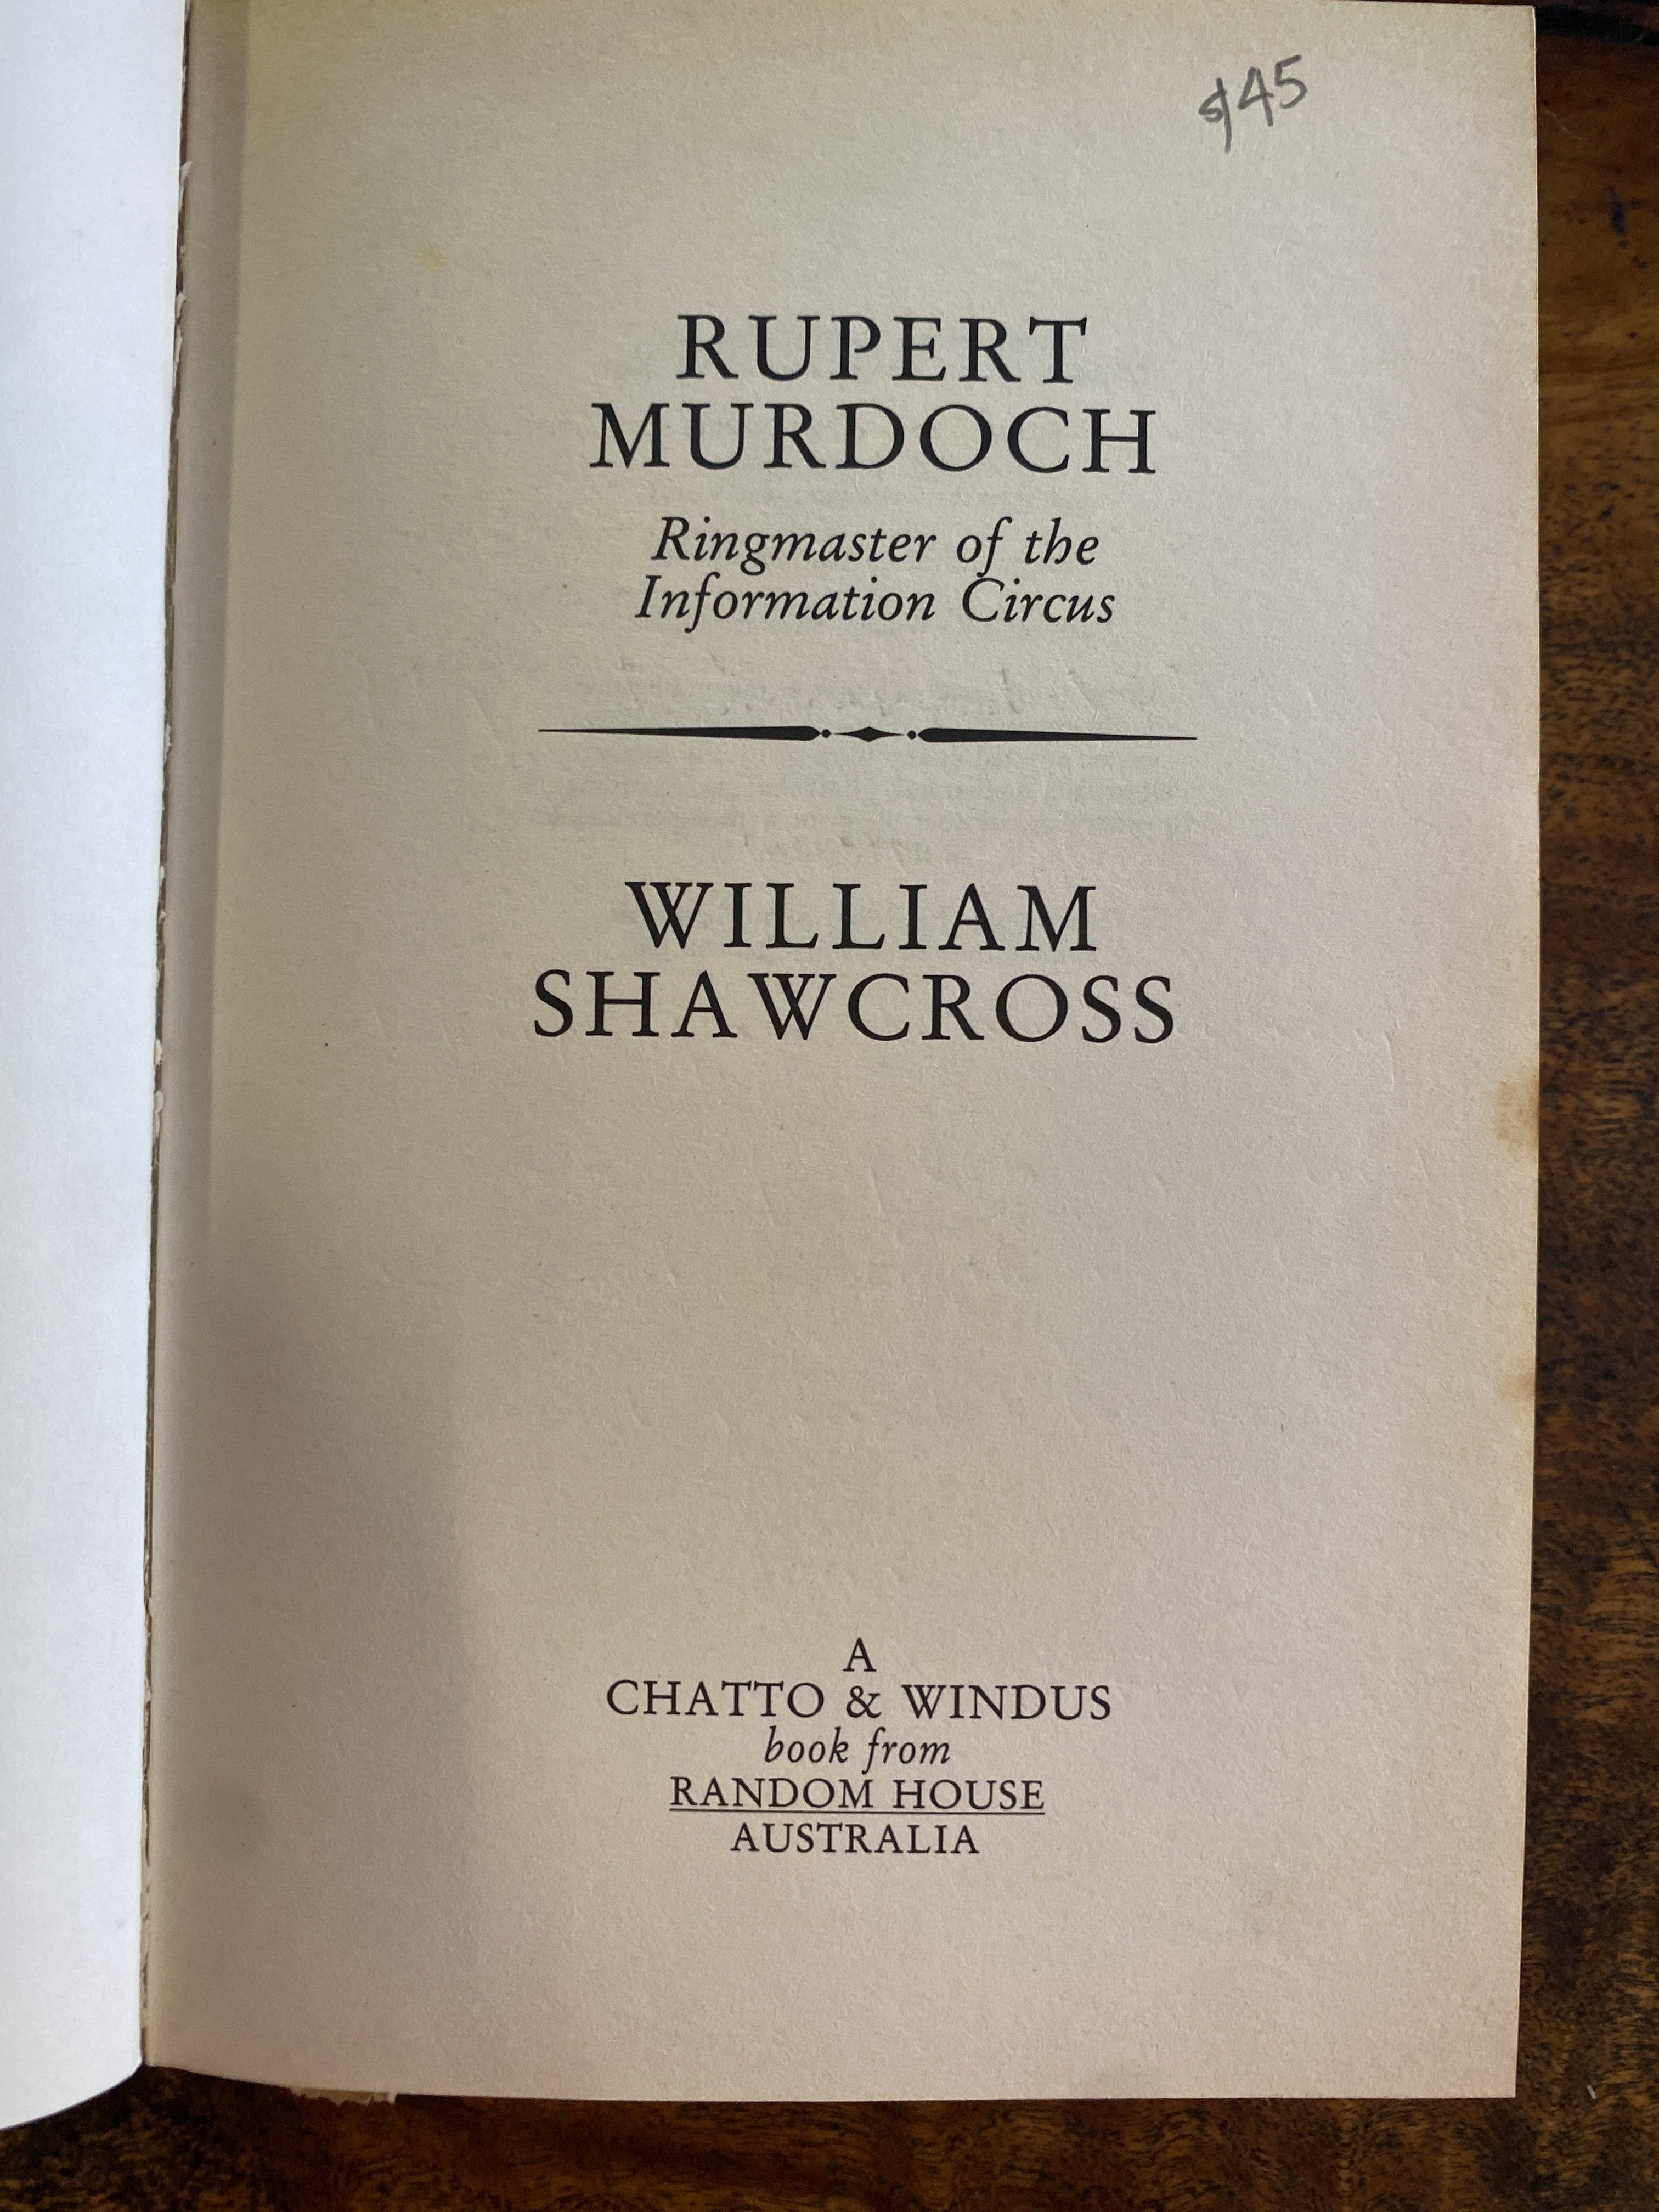 $45
RUPERT
MURDOCH
Ringmaster of the
Information Circus
WILLIAM
SHAWCROSS
A
CHATTO & WINDUS
book from
RANDOM HOUSE
AUSTRALIA